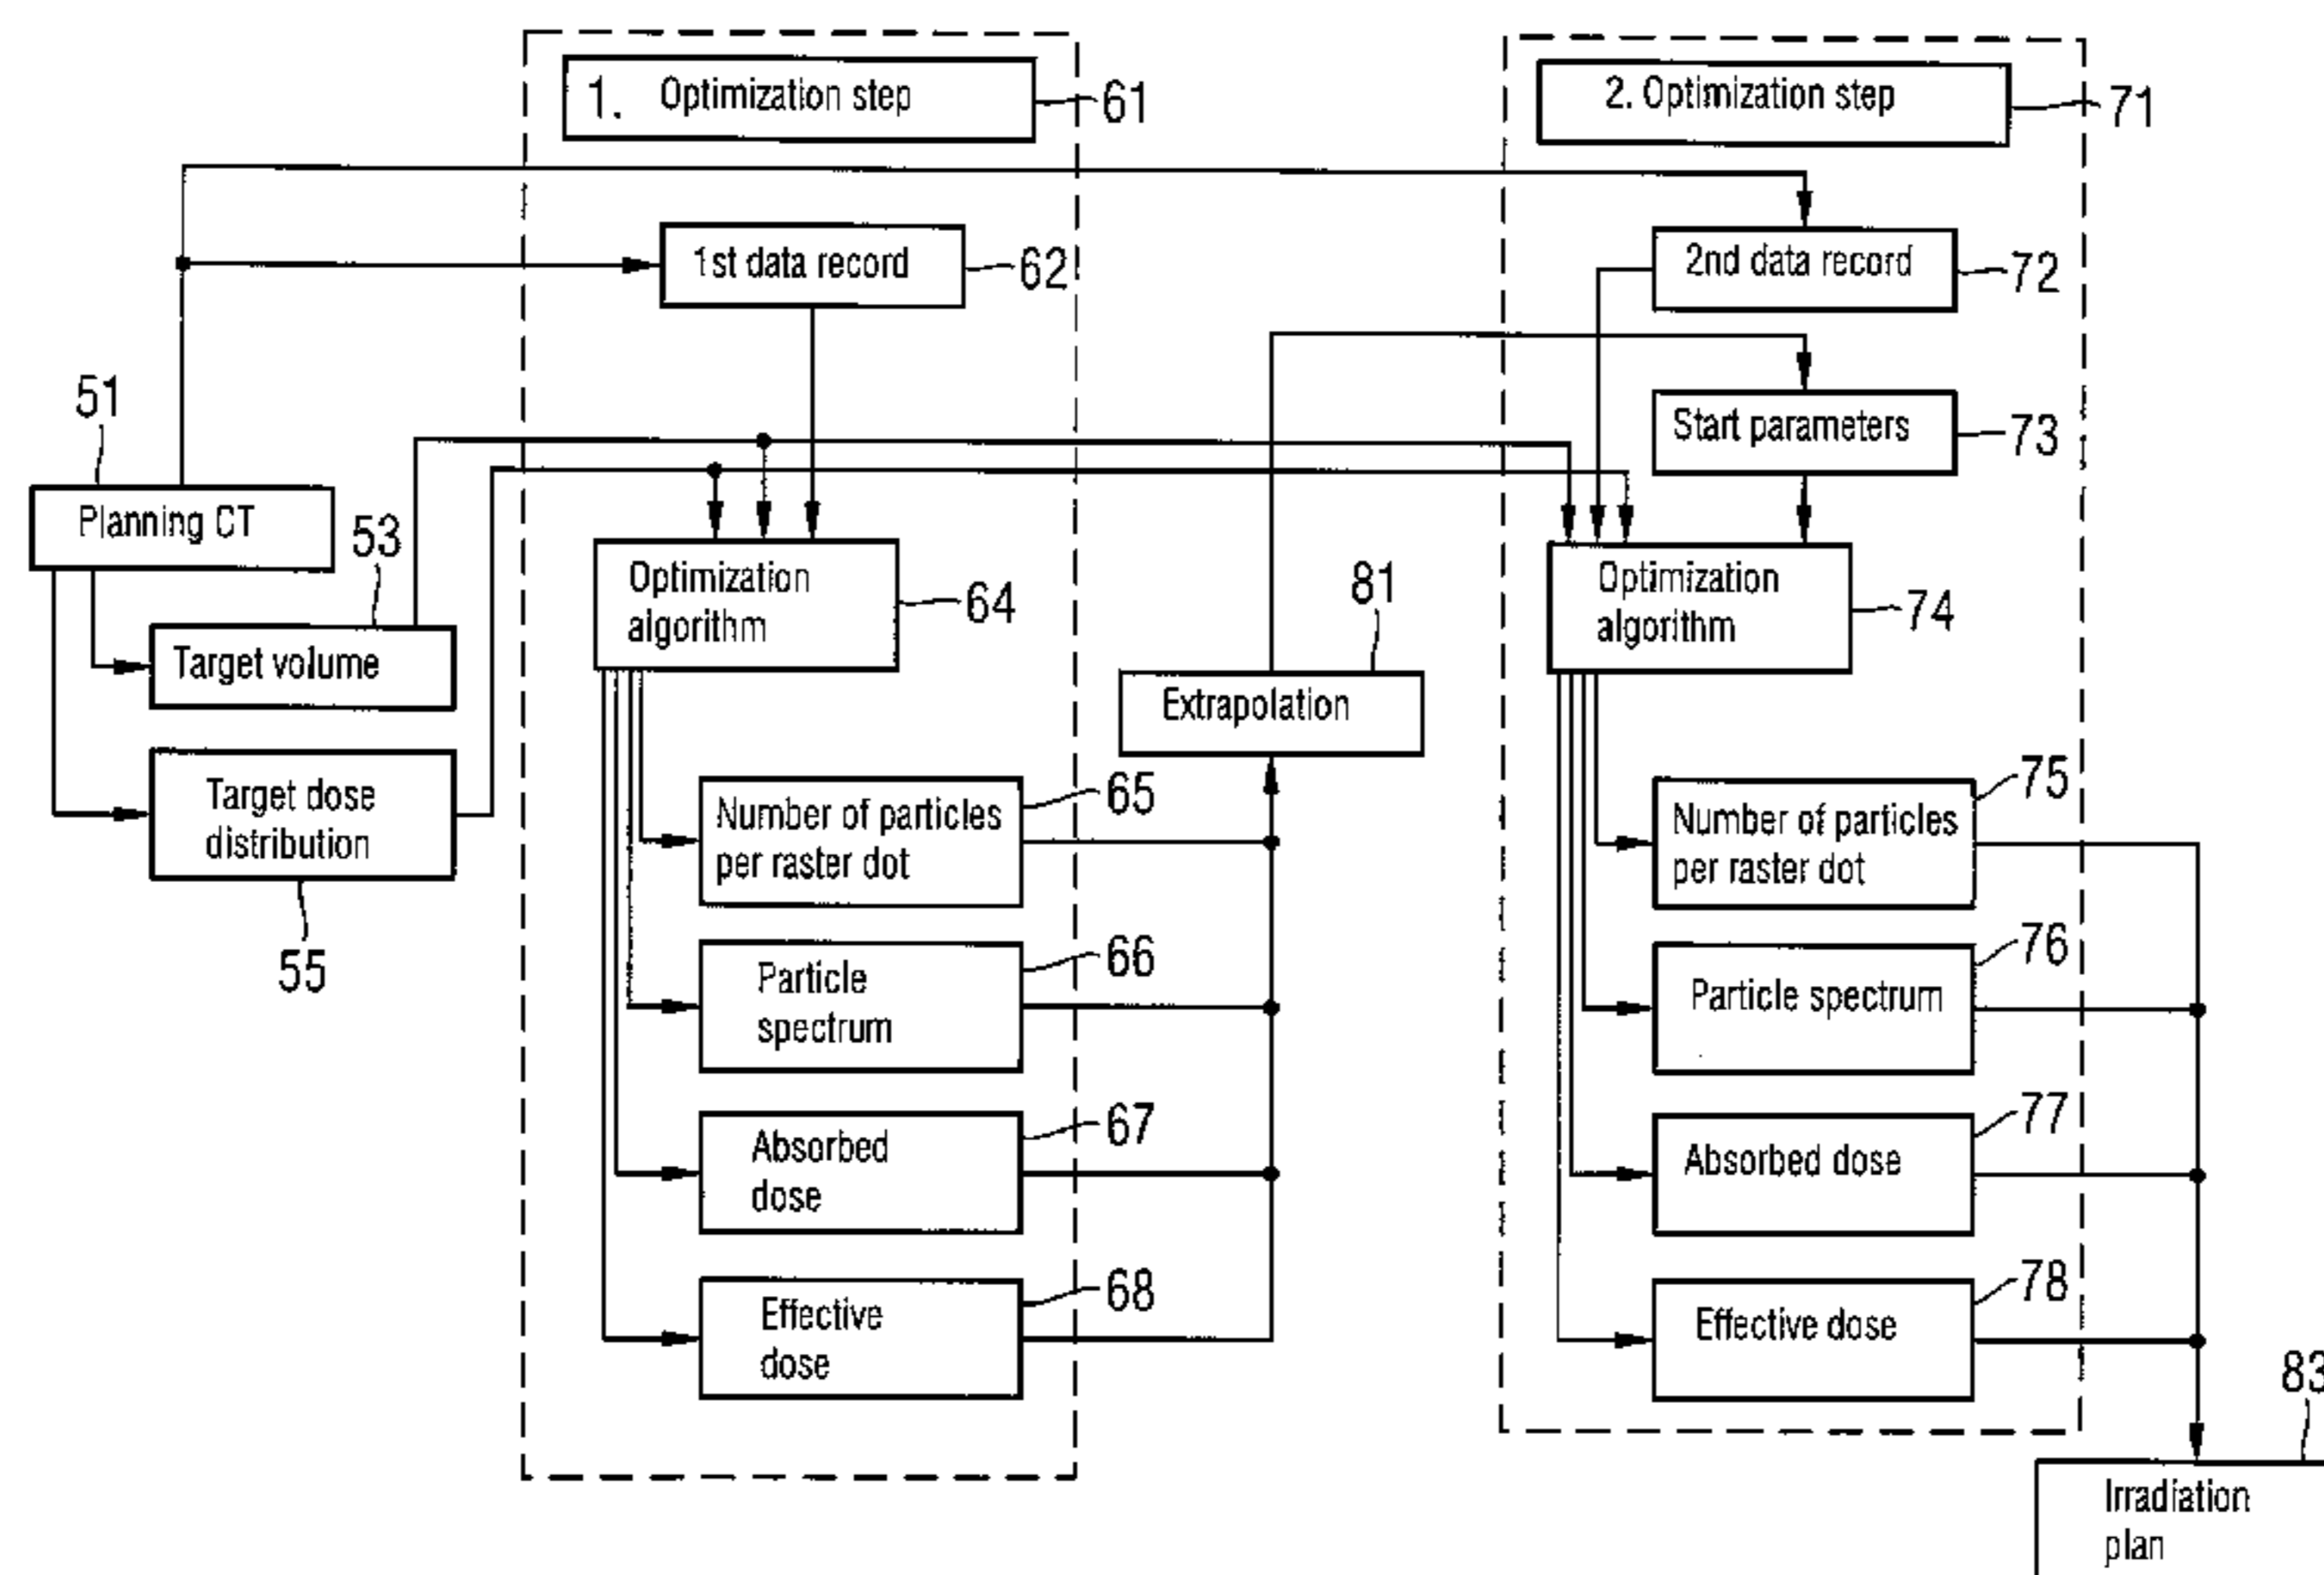 1. Optimization step
61
2. Optimization step
71
1st data record
62
2nd data record
72
51
Planning CT
Start parameters
73
53
Target volume
Optimization
algorithm
64
81
Extrapolation
Optimization
algorithm
74
Target dose
distribution
55
Number of particles
per raster dot
65
Number of particles
per raster dot
75
Particle
spectrum
66
Particle spectrum
76
Absorbed
dose
67
Absorbed dose
77
Effective
dose
68
Effective dose
78
83
Irradiation
plan